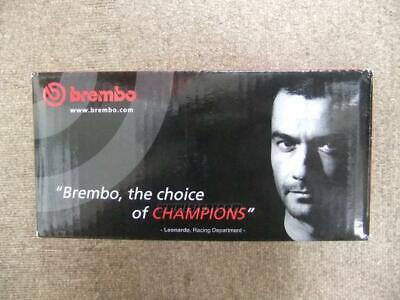 brembo
www.brembo.com
"Brembo, the choice
of CHAMPIONS"
- Leonardo, Racing Department -